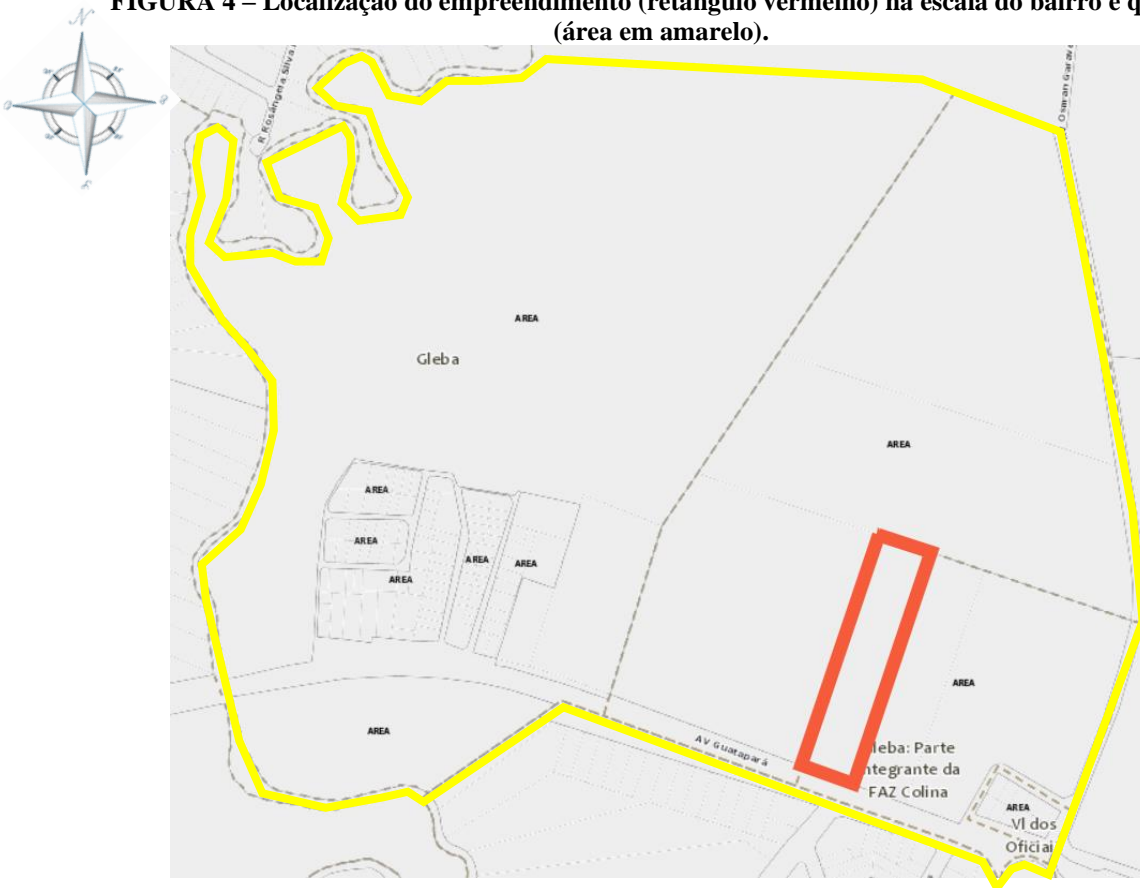 FIGURA 4 – Localização do empreendimento (retângulo vermelho) na escala do bairro e q
(área em amarelo).
N
R Rosângela Silva
Osman Garav
AREA
Gleba
AREA
AREA
AREA
AREA
AREA
AREA
AREA
AREA
AV Guatapará
leba: Parte
ntegrante da
FAZ Colina
AREA
Vl dos
Oficiai
S